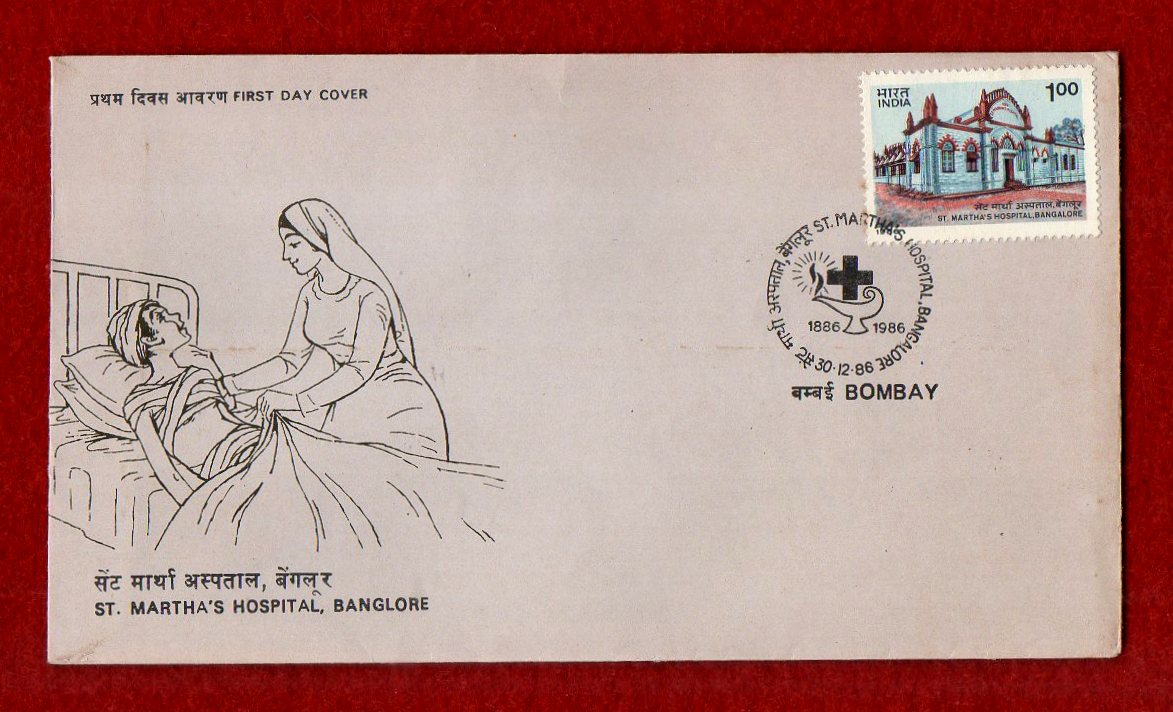 प्रथम दिवस आवरण FIRST DAY COVER
भारत
INDIA
1.00
सेंट मार्था अस्पताल, बेंगलूर
ST. MARTHA'S HOSPITAL, BANGALORE
सेंट मार्था अस्पताल, बेंगलूर ST. MARTHA'S HOSPITAL, BANGALORE
1886 1986
30·12·86
बम्बई BOMBAY
सेंट मार्था अस्पताल, बेंगलूर
ST. MARTHA'S HOSPITAL, BANGLORE